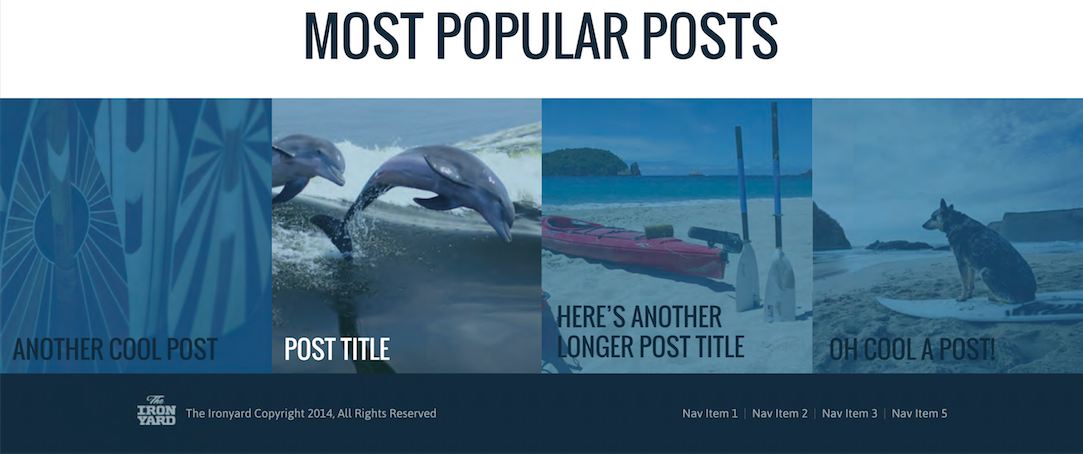 MOST POPULAR POSTS
ANOTHER COOL POST
POST TITLE
HERE'S ANOTHER
LONGER POST TITLE
OH COOL A POST!
The
IRON
YARD
The Ironyard Copyright 2014, All Rights Reserved
Nav Item 1 | Nav Item 2 | Nav Item 3 | Nav Item 5